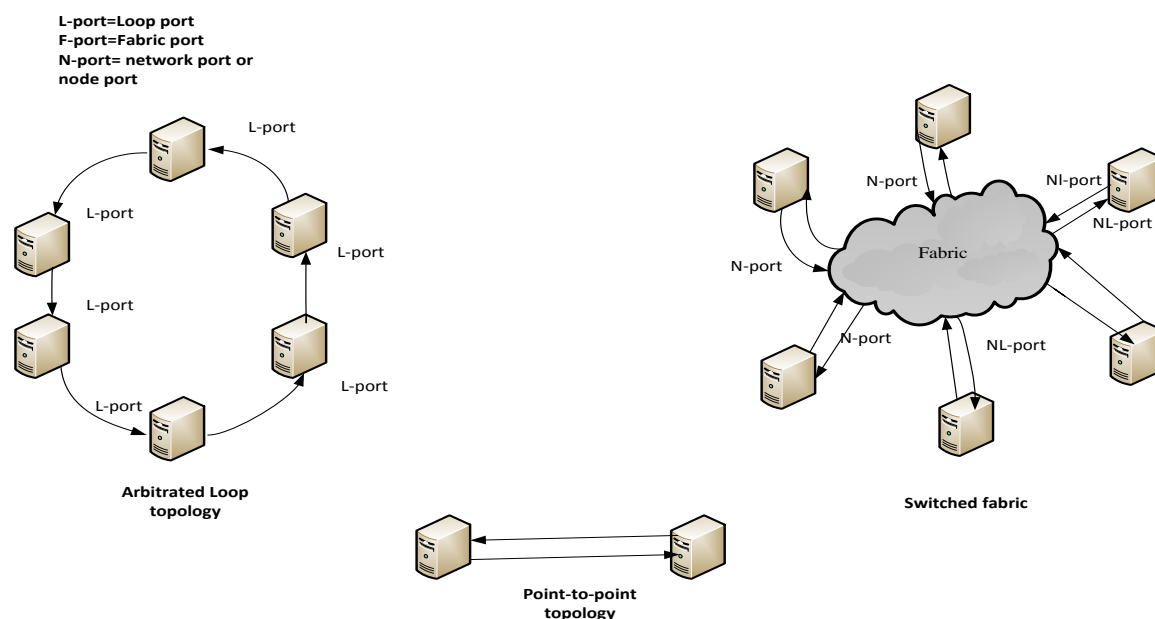 L-port=Loop port
F-port=Fabric port
N-port= network port or
node port
L-port
L-port
L-port
L-port
L-port
L-port
Arbitrated Loop
topology
N-port
Nl-port
NL-port
Fabric
N-port
N-port
NL-port
Switched fabric
Point-to-point
topology